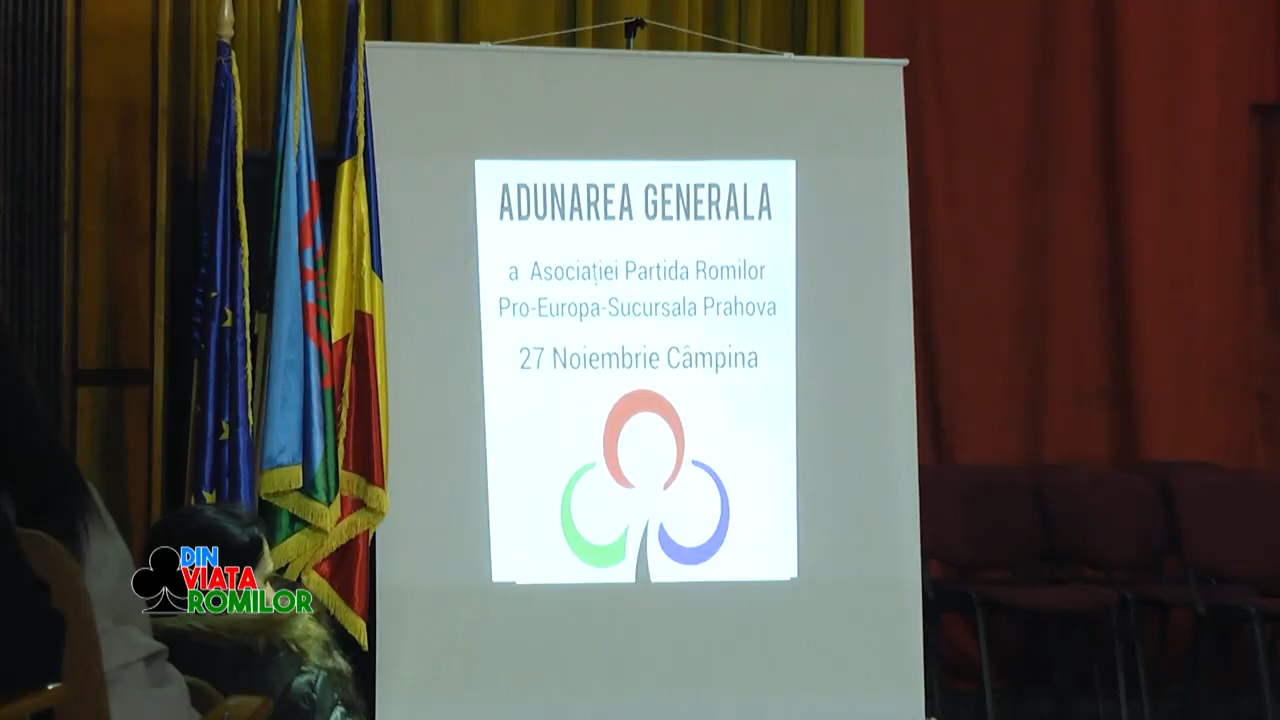 ADUNAREA GENERALA
a Asociației Partida Romilor
Pro-Europa-Sucursala Prahova
27 Noiembrie Câmpina
DIN
VIATA
ROMILOR